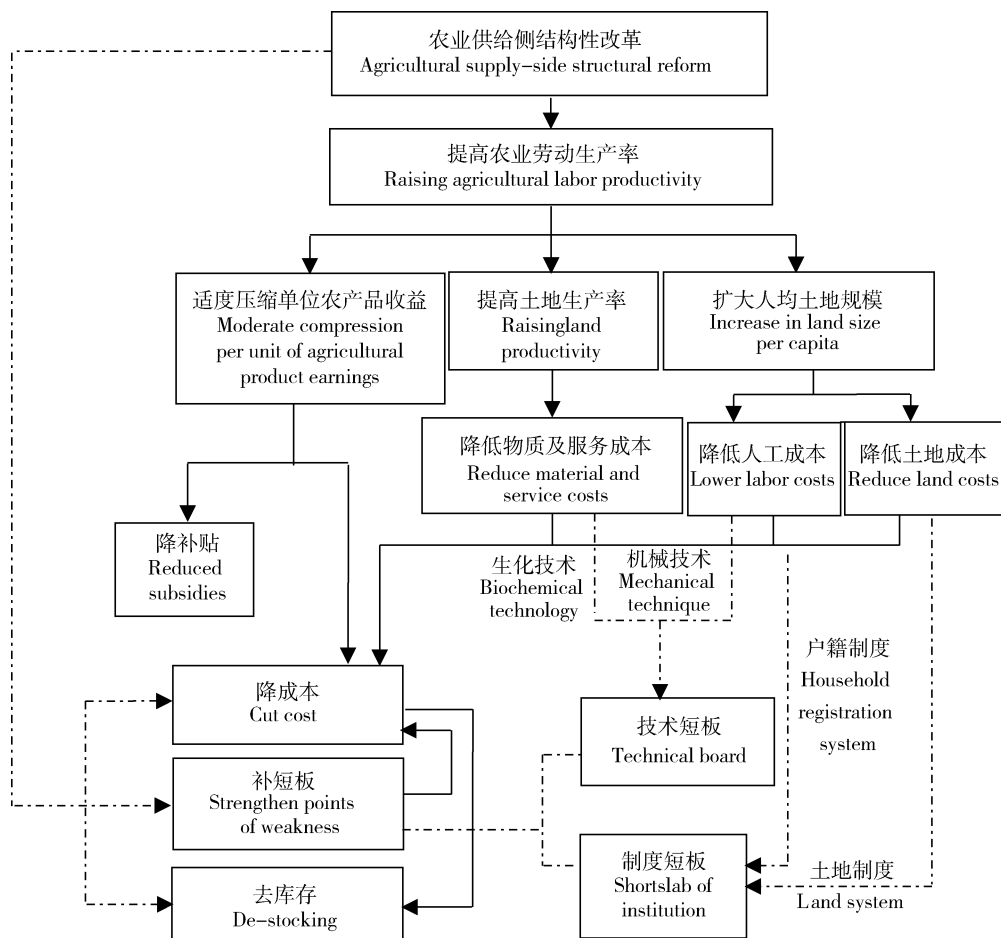 农业供给侧结构性改革
Agricultural supply-side structural reform
提高农业劳动生产率
Raising agricultural labor productivity
适度压缩单位农产品收益
Moderate compression
per unit of agricultural
product earnings
提高土地生产率
Raisingland
productivity
扩大人均土地规模
Increase in land size
per capita
降低物质及服务成本
Reduce material and
service costs
降低人工成本
Lower labor costs
降低土地成本
Reduce land costs
降补贴
Reduced
subsidies
生化技术
Biochemical
technology
机械技术
Mechanical
technique
户籍制度
Household
registration
system
降成本
Cut cost
技术短板
Technical board
补短板
Strengthen points
of weakness
制度短板
Shortslab of
institution
土地制度
Land system
去库存
De-stocking